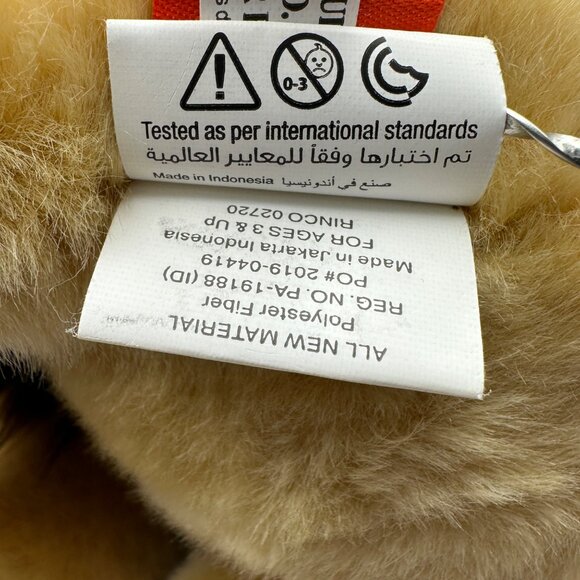 0-3
Tested as per international standards
تم اختبارها وفقاً للمعايير العالمية
Made in Indonesia صنع في أندونيسيا
ALL NEW MATERIAL
Polyester Fiber
REG. NO. PA-19188 (ID)
PO# 2019-04419
Made in Jakarta Indonesia
FOR AGES 3 & Up
RINCO 02720